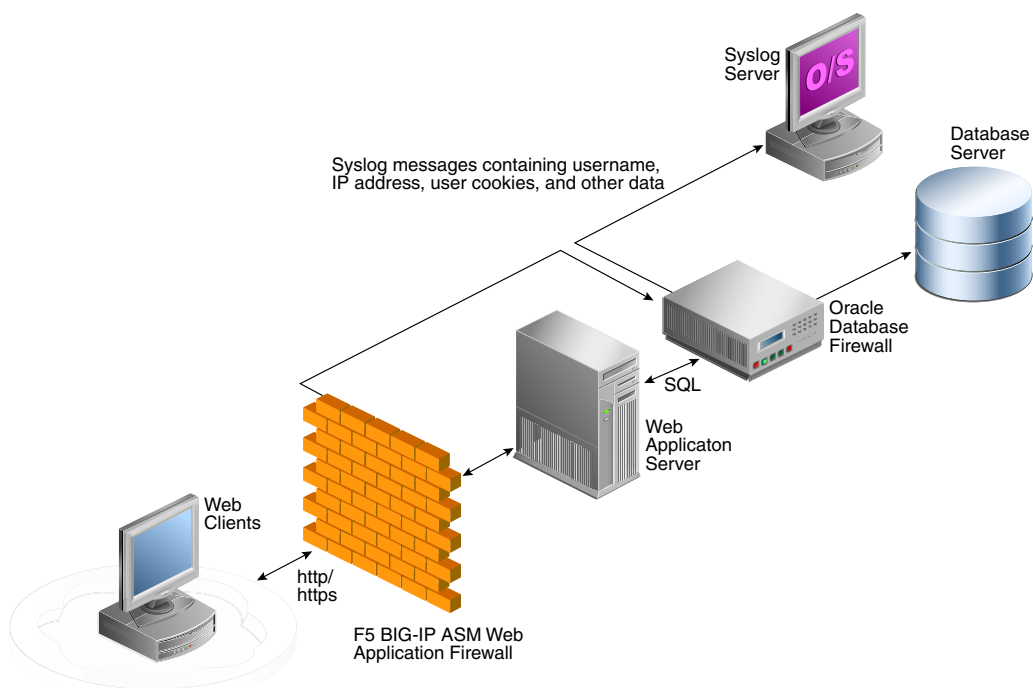 Syslog
Server
O/S
Database
Server
Syslog messages containing username,
IP address, user cookies, and other data
Oracle
Database
Firewall
SQL
Web
Applicaton
Server
Web
Clients
http/
https
F5 BIG-IP ASM Web
Application Firewall